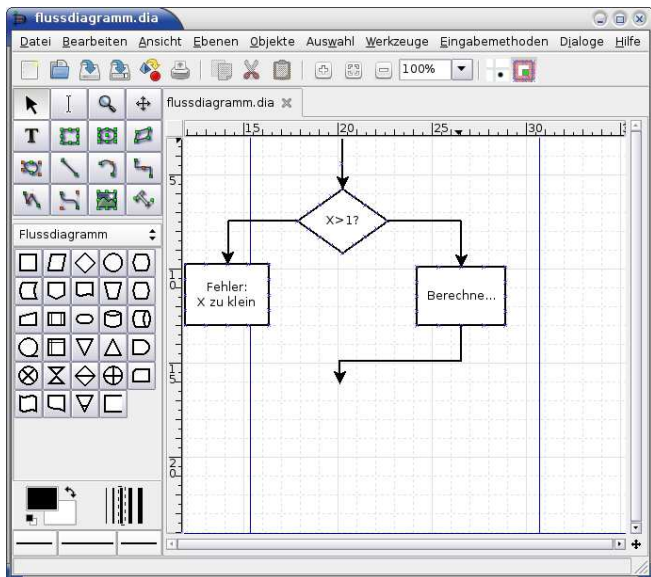 flussdiagramm.dia
Datei Bearbeiten Ansicht Ebenen Objekte Auswahl Werkzeuge Eingabemethoden Dialoge Hilfe
100%
flussdiagramm.dia
T
15 20 25 30
5
X>1?
Flussdiagramm
10
Fehler:
X zu klein
Berechne...
15
20